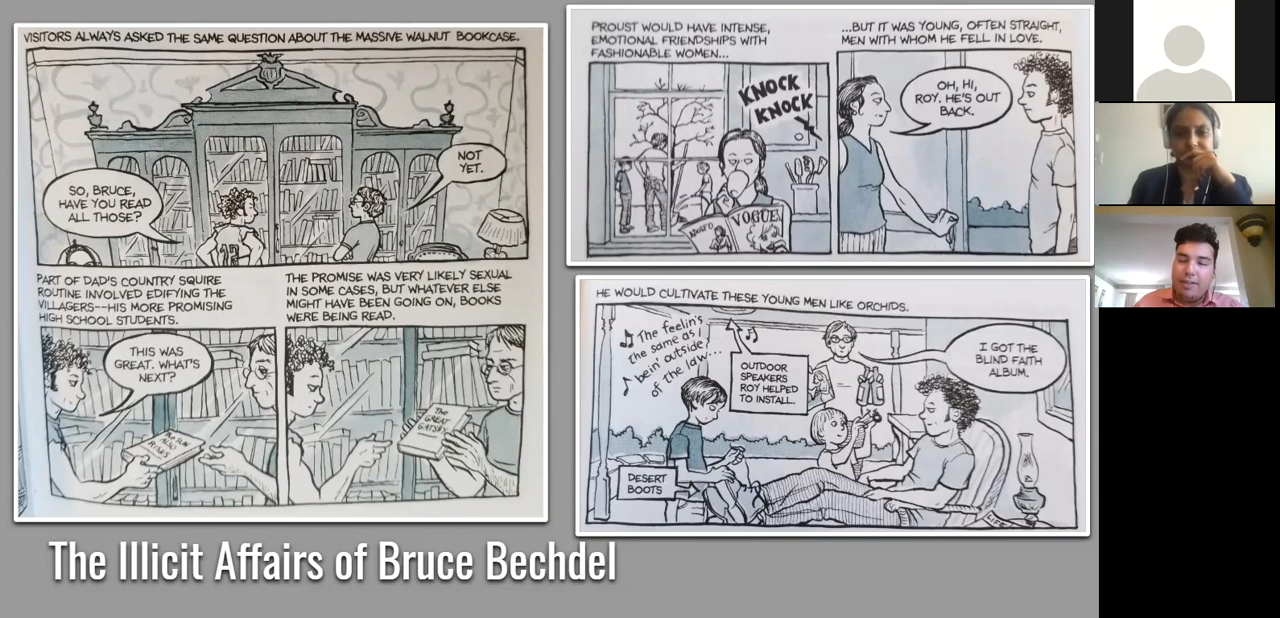 VISITORS ALWAYS ASKED THE SAME QUESTION ABOUT THE MASSIVE WALNUT BOOKCASE.
SO, BRUCE,
HAVE YOU READ
ALL THOSE?
NOT
YET.
12
PART OF DAD'S COUNTRY SQUIRE
ROUTINE INVOLVED EDIFYING THE
VILLAGERS--HIS MORE PROMISING
HIGH SCHOOL STUDENTS.
THIS WAS
GREAT. WHAT'S
NEXT?
THE SUN
ALSO
RISES
THE PROMISE WAS VERY LIKELY SEXUAL
IN SOME CASES, BUT WHATEVER ELSE
MIGHT HAVE BEEN GOING ON, BOOKS
WERE BEING READ.
THE
GREAT
GATSBY
PROUST WOULD HAVE INTENSE,
EMOTIONAL FRIENDSHIPS WITH
FASHIONABLE WOMEN...
KNOCK
KNOCK
VOGUE
...BUT IT WAS YOUNG, OFTEN STRAIGHT,
MEN WITH WHOM HE FELL IN LOVE.
OH, HI,
ROY. HE'S OUT
BACK.
HE WOULD CULTIVATE THESE YOUNG MEN LIKE ORCHIDS.
The feelin's
the same as I
bein' outside
of the law...
OUTDOOR
SPEAKERS
ROY HELPED
TO INSTALL.
I GOT THE
BLIND FAITH
ALBUM.
DESERT
BOOTS
LIFE
The Illicit Affairs of Bruce Bechdel